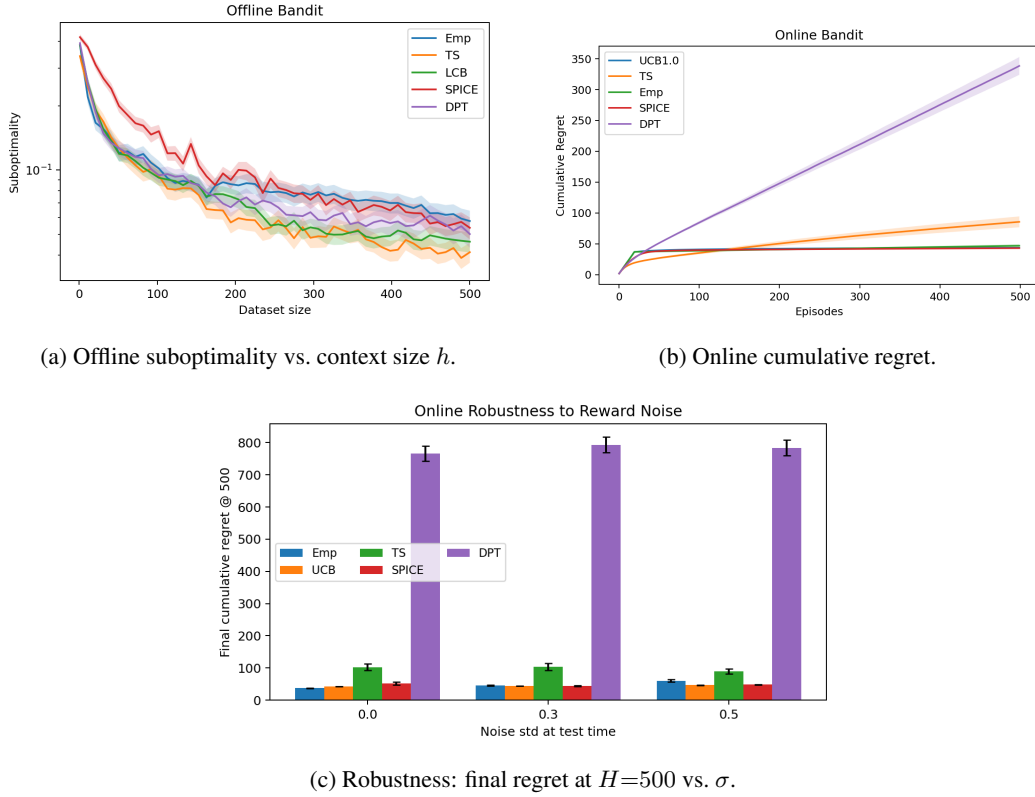 Offline Bandit
Suboptimality
10⁻¹
Emp
TS
LCB
SPICE
DPT
0 100 200 300 400 500
Dataset size
(a) Offline suboptimality vs. context size h.
Online Bandit
Cumulative Regret
350
300
250
200
150
100
50
0
UCB1.0
TS
Emp
SPICE
DPT
0 100 200 300 400 500
Episodes
(b) Online cumulative regret.
Online Robustness to Reward Noise
Final cumulative regret @ 500
800
700
600
500
400
300
200
100
0
Emp TS DPT
UCB SPICE
0.0 0.3 0.5
Noise std at test time
(c) Robustness: final regret at H=500 vs. σ.